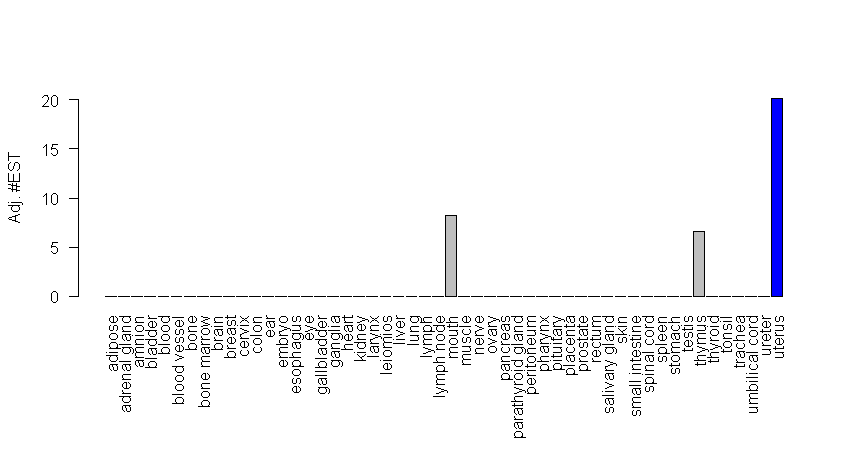 Adj. #EST
20
15
10
5
0
adipose
adrenal gland
amnion
bladder
blood
blood vessel
bone
bone marrow
brain
breast
cervix
colon
ear
embryo
esophagus
eye
gallbladder
ganglia
heart
kidney
larynx
leiomios
liver
lung
lymph
lymph node
mouth
muscle
nerve
ovary
pancreas
parathyroid gland
peritoneum
pharynx
pituitary
placenta
prostate
rectum
salivary gland
skin
small intestine
spinal cord
spleen
stomach
testis
thymus
thyroid
tonsil
trachea
umbilical cord
ureter
uterus